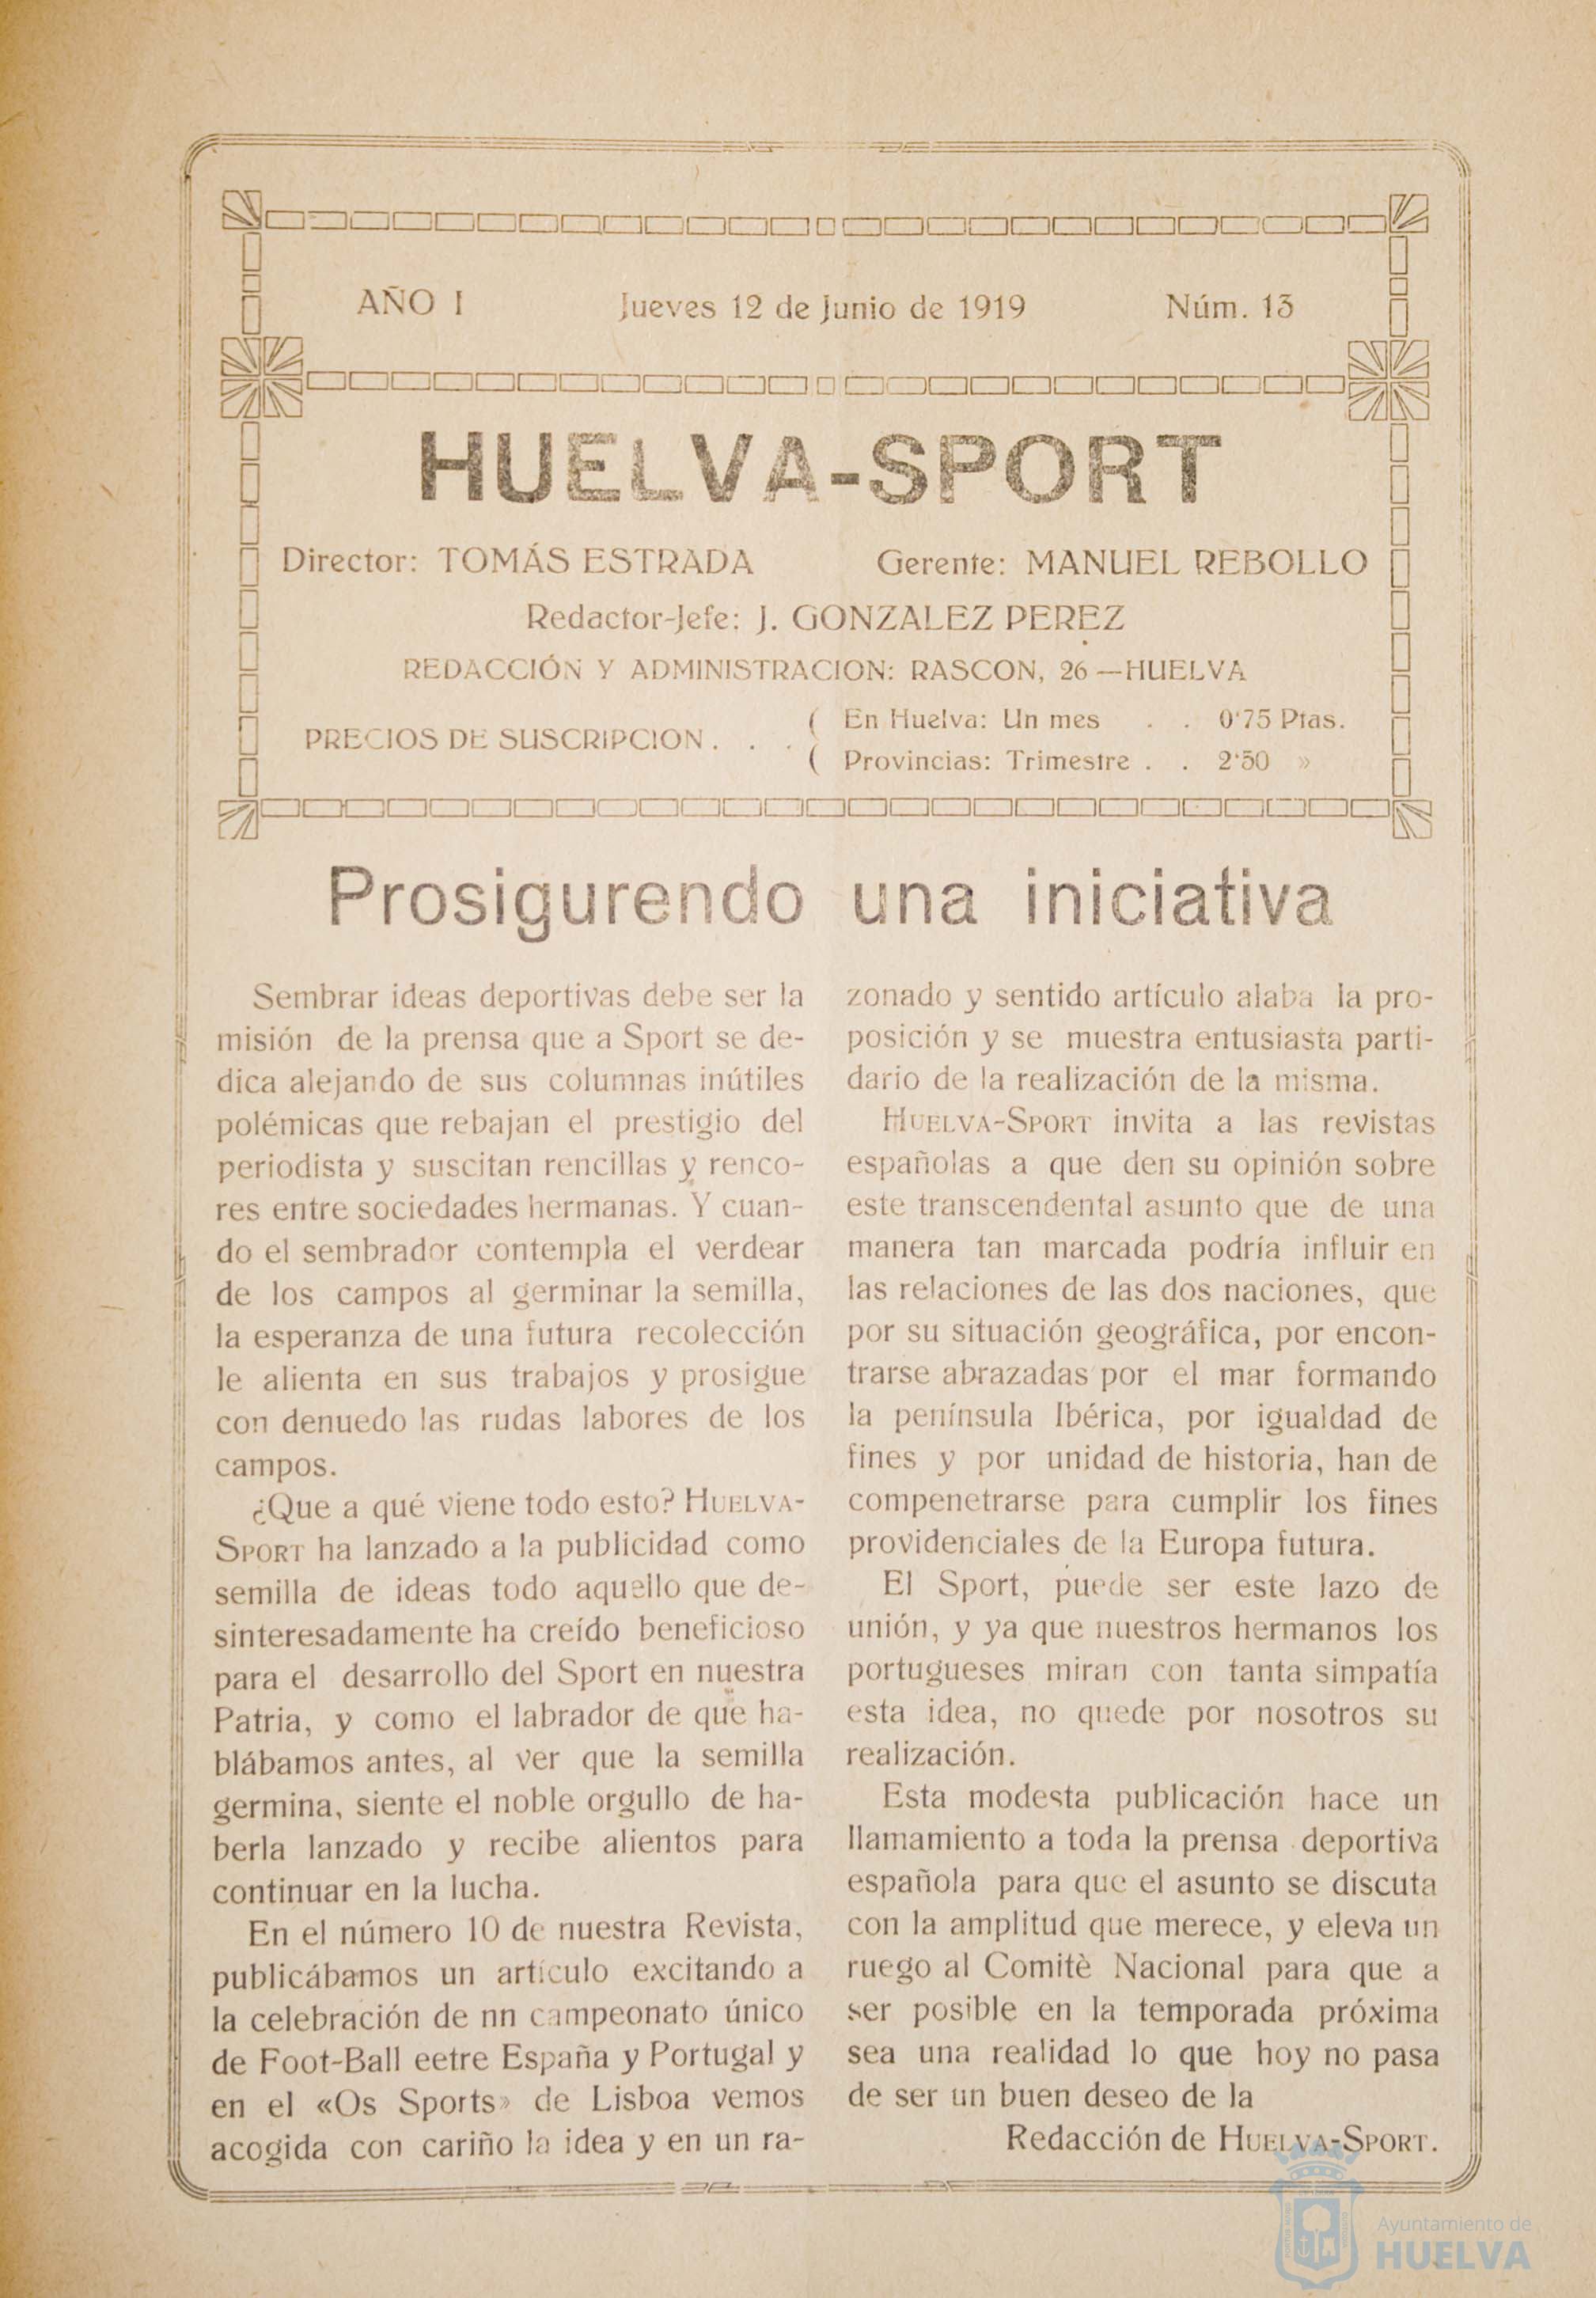 AÑO I Jueves 12 de Junio de 1919 Núm. 13
HUELVA-SPORT
Director: TOMÁS ESTRADA Gerente: MANUEL REBOLLO
Redactor-Jefe: J. GONZALEZ PEREZ
REDACCIÓN Y ADMINISTRACION: RASCON, 26 — HUELVA
PRECIOS DE SUSCRIPCION . . . ( En Huelva: Un mes . . 0'75 Ptas.
( Provincias: Trimestre . . 2'50 »
Prosigurendo una iniciativa
Sembrar ideas deportivas debe ser la
misión de la prensa que a Sport se de-
dica alejando de sus columnas inútiles
polémicas que rebajan el prestigio del
periodista y suscitan rencillas y renco-
res entre sociedades hermanas. Y cuan-
do el sembrador contempla el verdear
de los campos al germinar la semilla,
la esperanza de una futura recolección
le alienta en sus trabajos y prosigue
con denuedo las rudas labores de los
campos.
¿Que a qué viene todo esto? HUELVA-
SPORT ha lanzado a la publicidad como
semilla de ideas todo aquello que de-
sinteresadamente ha creído beneficioso
para el desarrollo del Sport en nuestra
Patria, y como el labrador de que ha-
blábamos antes, al ver que la semilla
germina, siente el noble orgullo de ha-
berla lanzado y recibe alientos para
continuar en la lucha.
En el número 10 de nuestra Revista,
publicábamos un artículo excitando a
la celebración de nn campeonato único
de Foot-Ball eetre España y Portugal y
en el «Os Sports» de Lisboa vemos
acogida con cariño la idea y en un ra-
zonado y sentido artículo alaba la pro-
posición y se muestra entusiasta parti-
dario de la realización de la misma.
HUELVA-SPORT invita a las revistas
españolas a que den su opinión sobre
este transcendental asunto que de una
manera tan marcada podría influir en
las relaciones de las dos naciones, que
por su situación geográfica, por encon-
trarse abrazadas por el mar formando
la península Ibérica, por igualdad de
fines y por unidad de historia, han de
compenetrarse para cumplir los fines
providenciales de la Europa futura.
El Sport, puede ser este lazo de
unión, y ya que nuestros hermanos los
portugueses miran con tanta simpatía
esta idea, no quede por nosotros su
realización.
Esta modesta publicación hace un
llamamiento a toda la prensa deportiva
española para que el asunto se discuta
con la amplitud que merece, y eleva un
ruego al Comitè Nacional para que a
ser posible en la temporada próxima
sea una realidad lo que hoy no pasa
de ser un buen deseo de la
Redacción de HUELVA-SPORT.
Ayuntamiento de
HUELVA